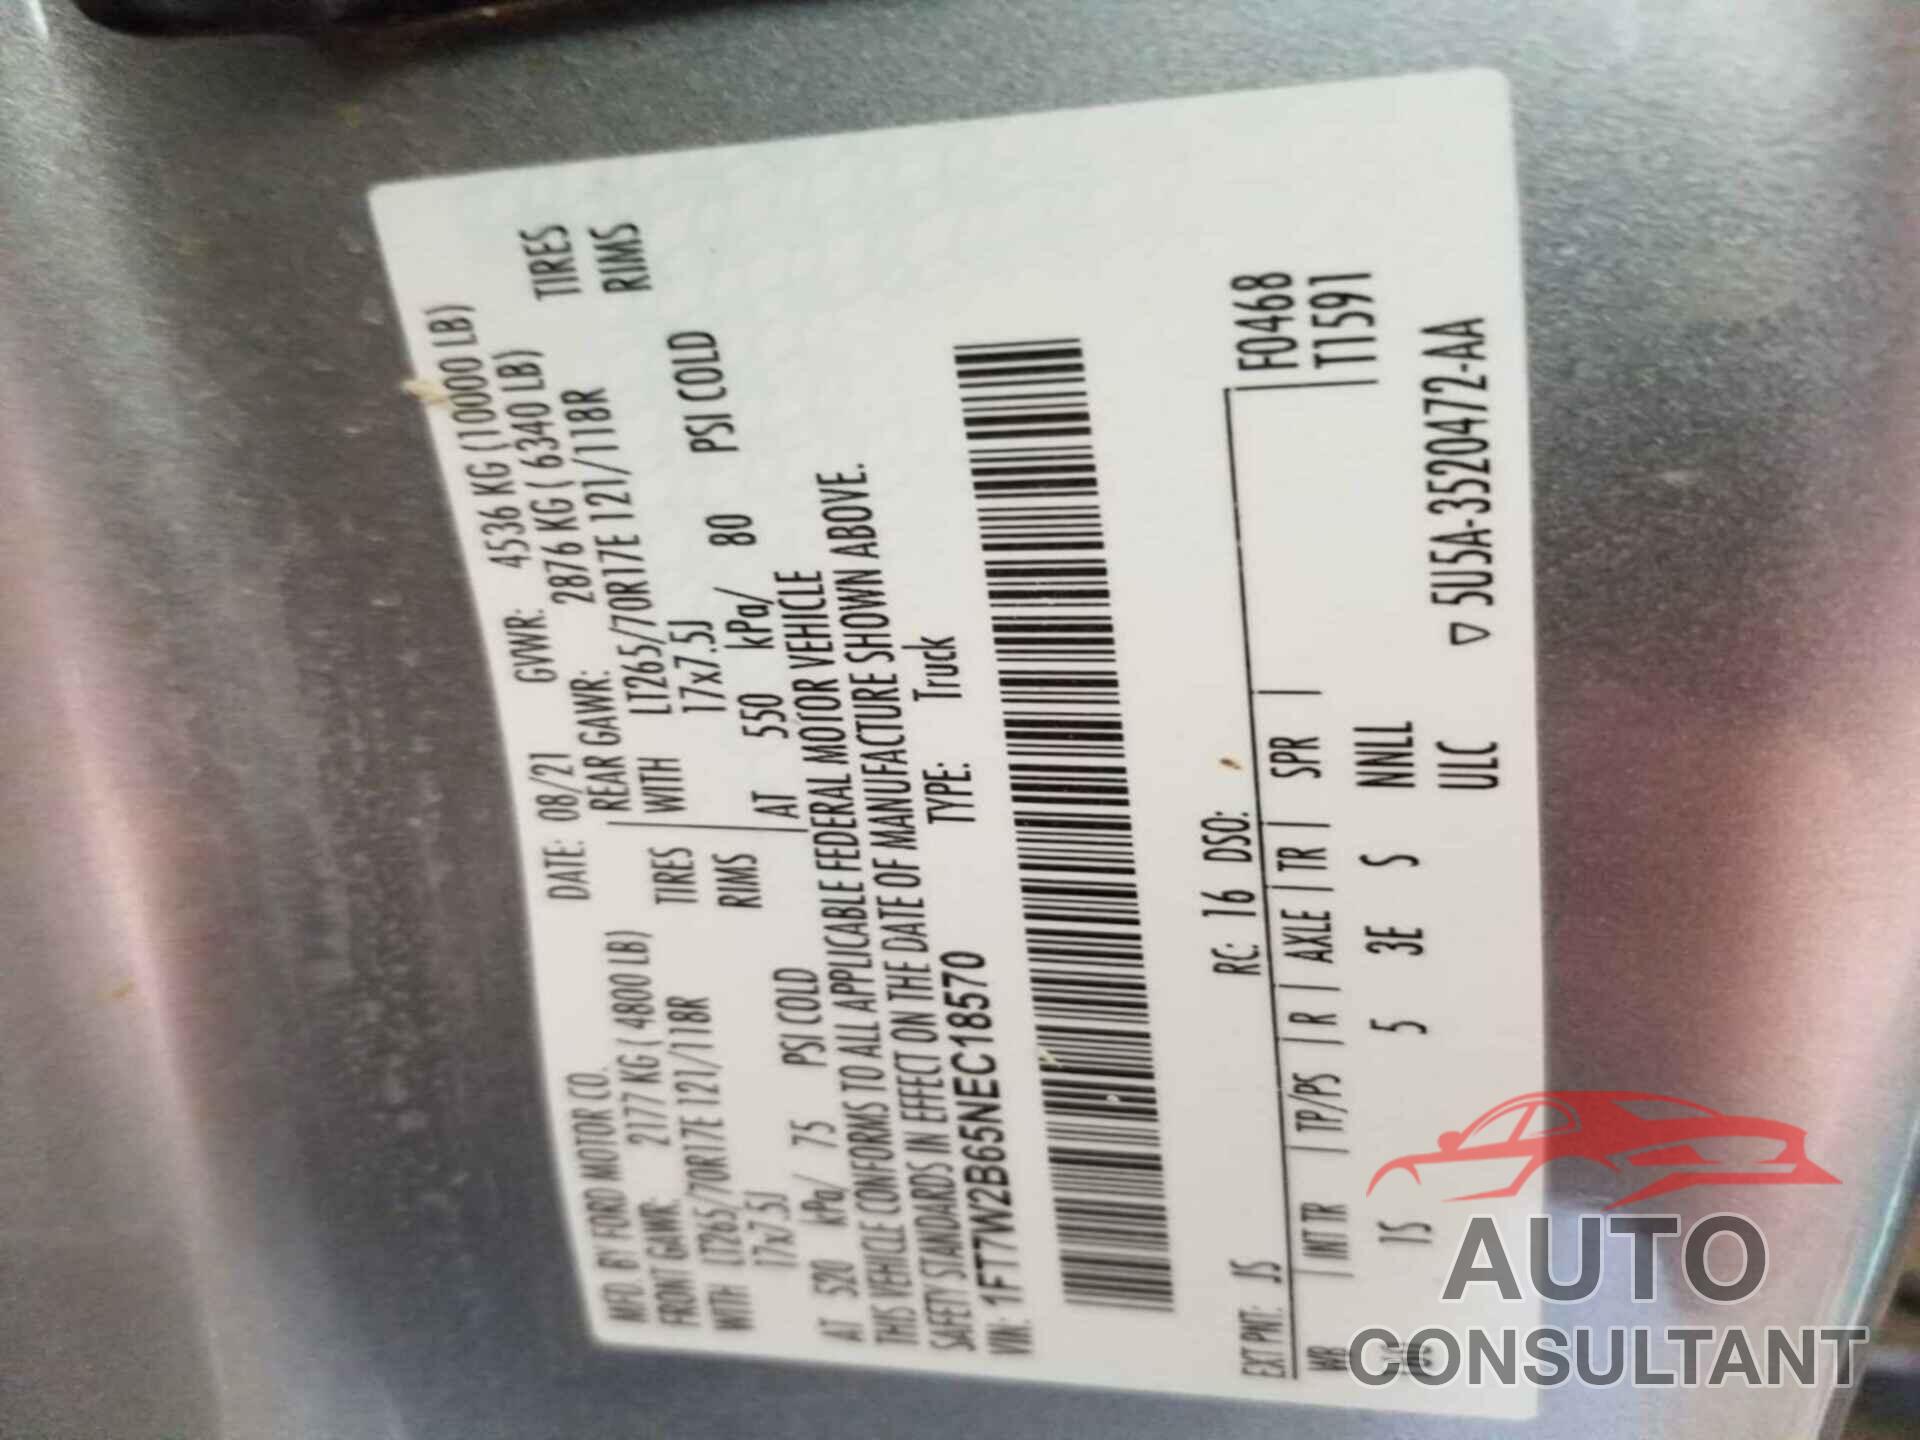 MFD. BY FORD MOTOR CO.
DATE: 08/21 GVWR: 4536 KG (10000 LB)
FRONT GAWR: 2177 KG ( 4800 LB) REAR GAWR: 2876 KG ( 6340 LB)
WITH LT265/70R17E 121/118R TIRES WITH LT265/70R17E 121/118R TIRES
17x7.5J RIMS 17x7.5J RIMS
AT 520 kPa/ 75 PSI COLD AT 550 kPa/ 80 PSI COLD
THIS VEHICLE CONFORMS TO ALL APPLICABLE FEDERAL MOTOR VEHICLE
SAFETY STANDARDS IN EFFECT ON THE DATE OF MANUFACTURE SHOWN ABOVE.
VIN: 1FT7W2B65NEC18570 TYPE: Truck
EXT PNT: JS RC: 16 DSO: F0468
WB INT TR TP/PS R AXLE TR SPR T1591
1S 5 3E S NNLL
ULC ▽ 5U5A-3520472-AA
AUTO
CONSULTANT